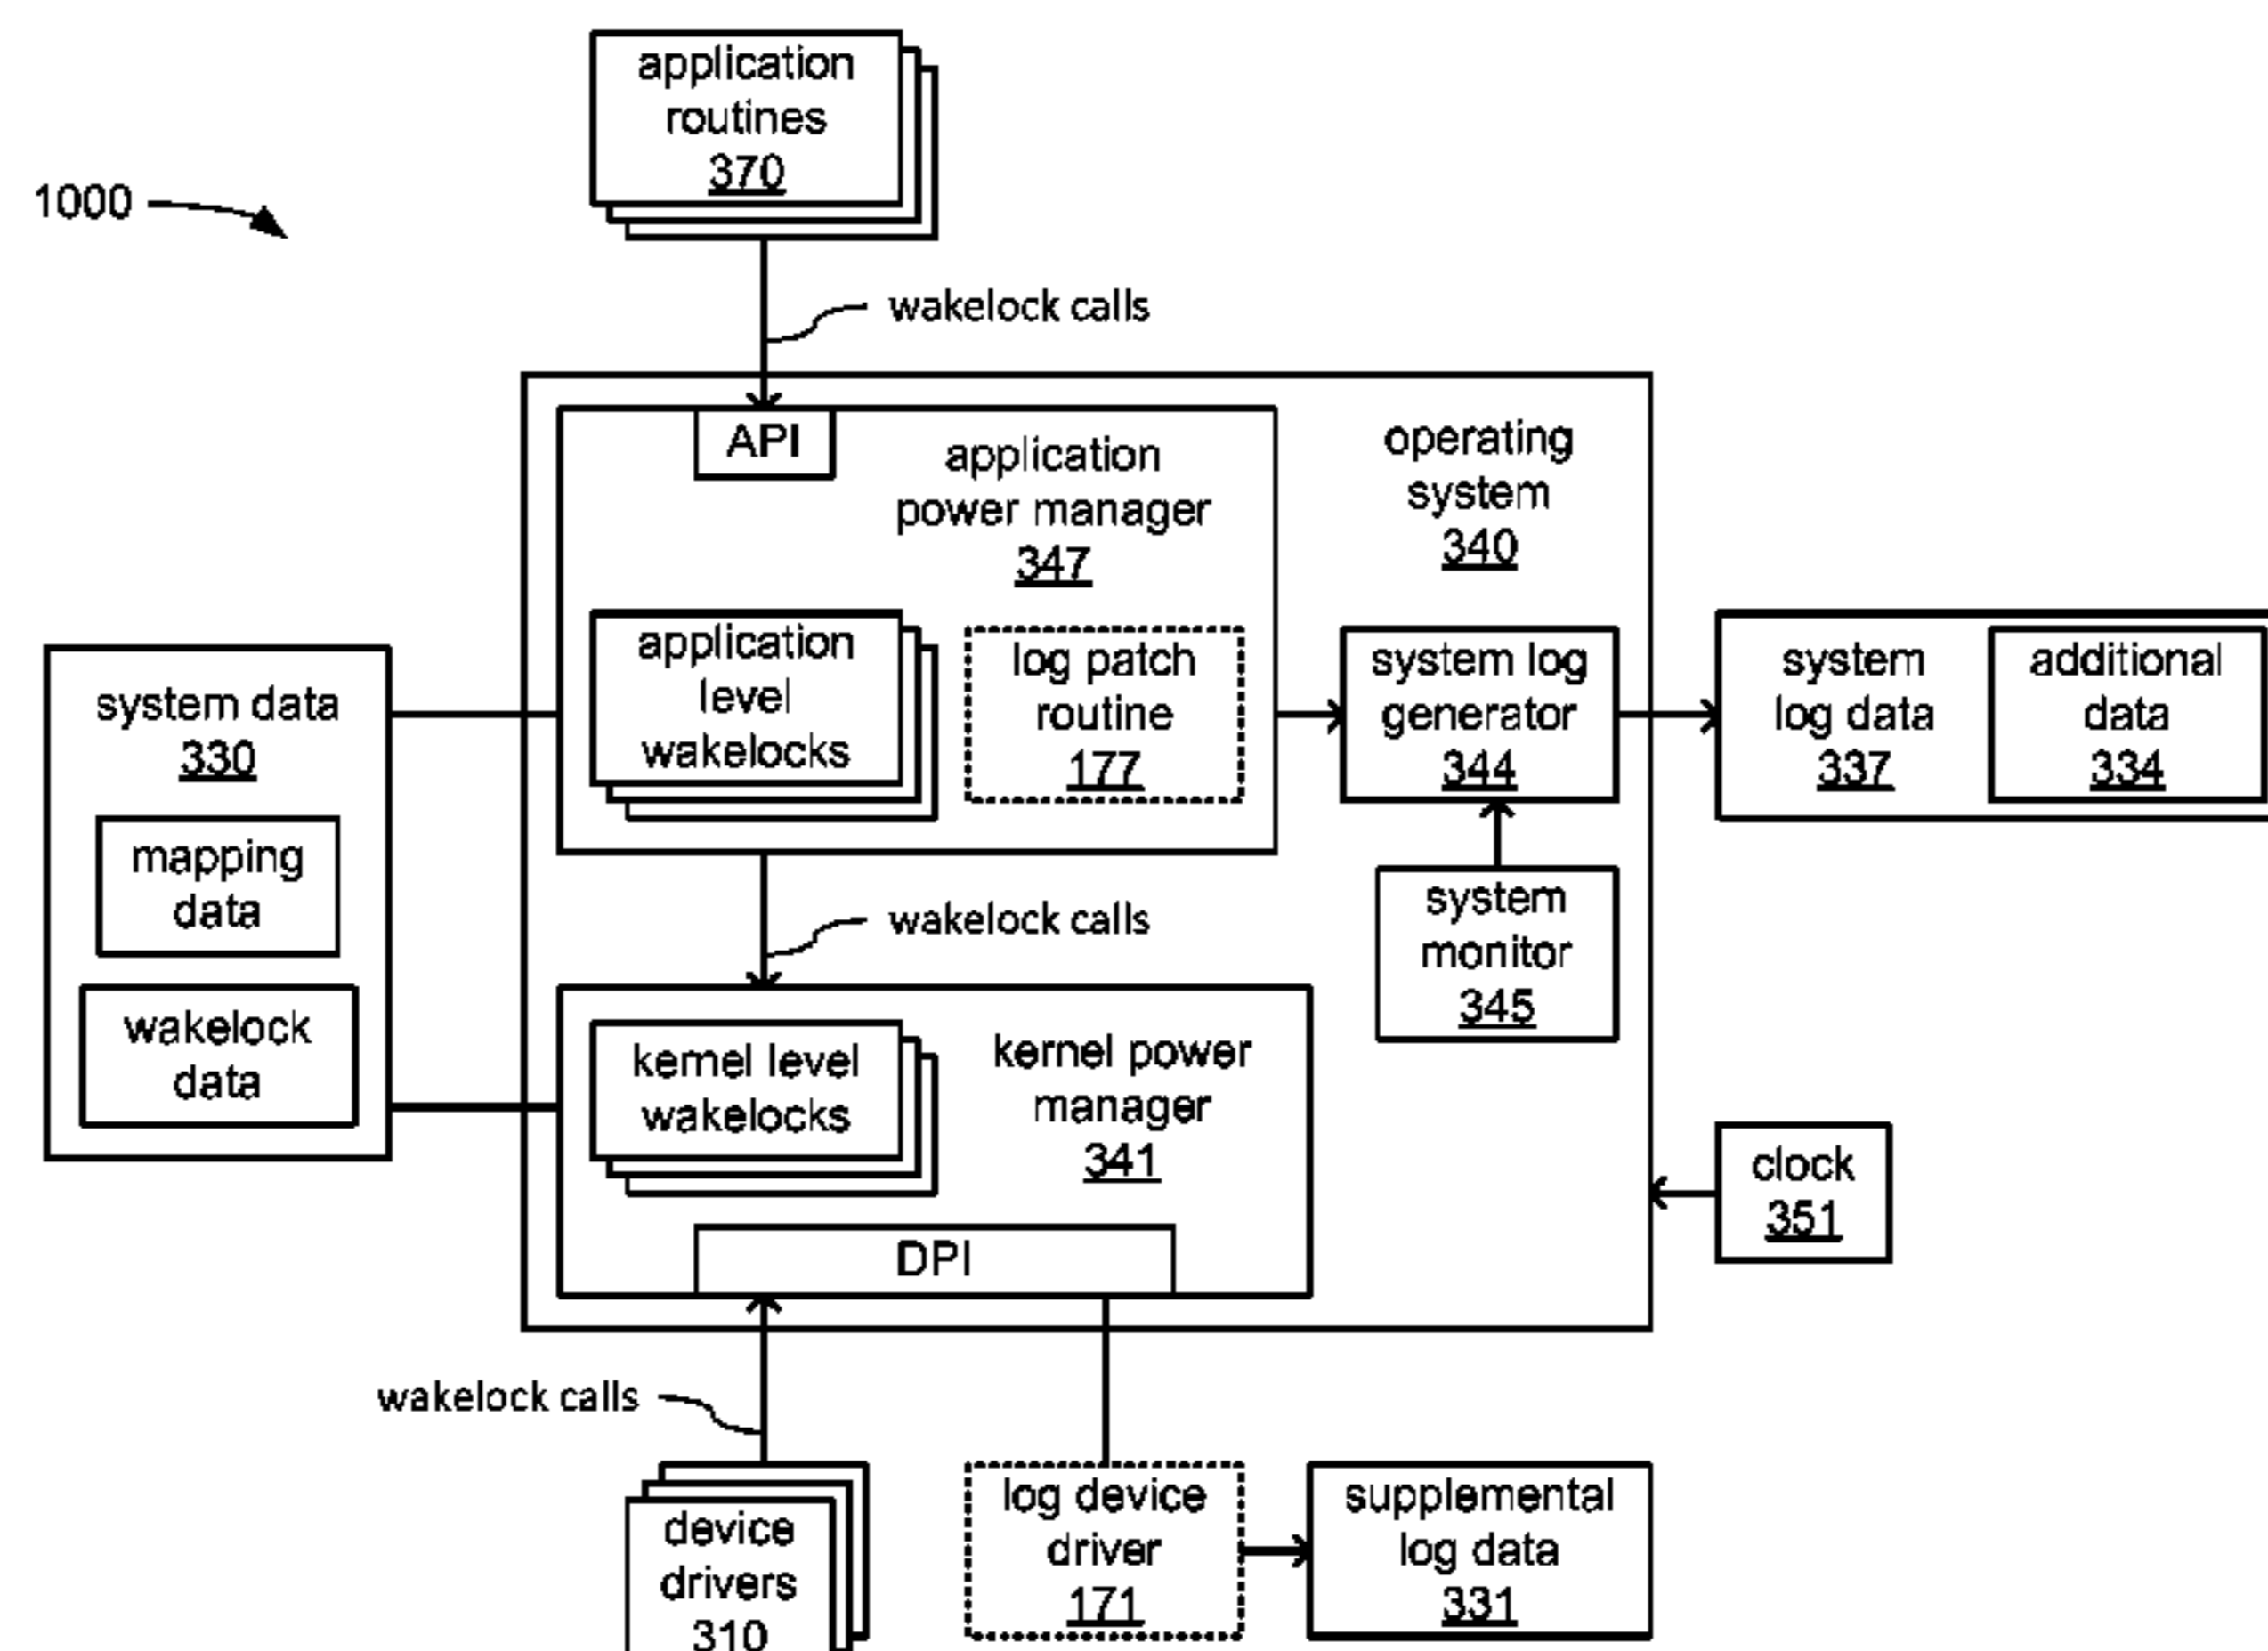 application
routines
370
1000
wakelock calls
API
application
power manager
347
operating
system
340
application
level
wakelocks
log patch
routine
177
system log
generator
344
system
log data
337
additional
data
334
system data
330
mapping
data
wakelock
data
wakelock calls
system
monitor
345
kernel level
wakelocks
kernel power
manager
341
DPI
clock
351
wakelock calls
device
drivers
310
log device
driver
171
supplemental
log data
331